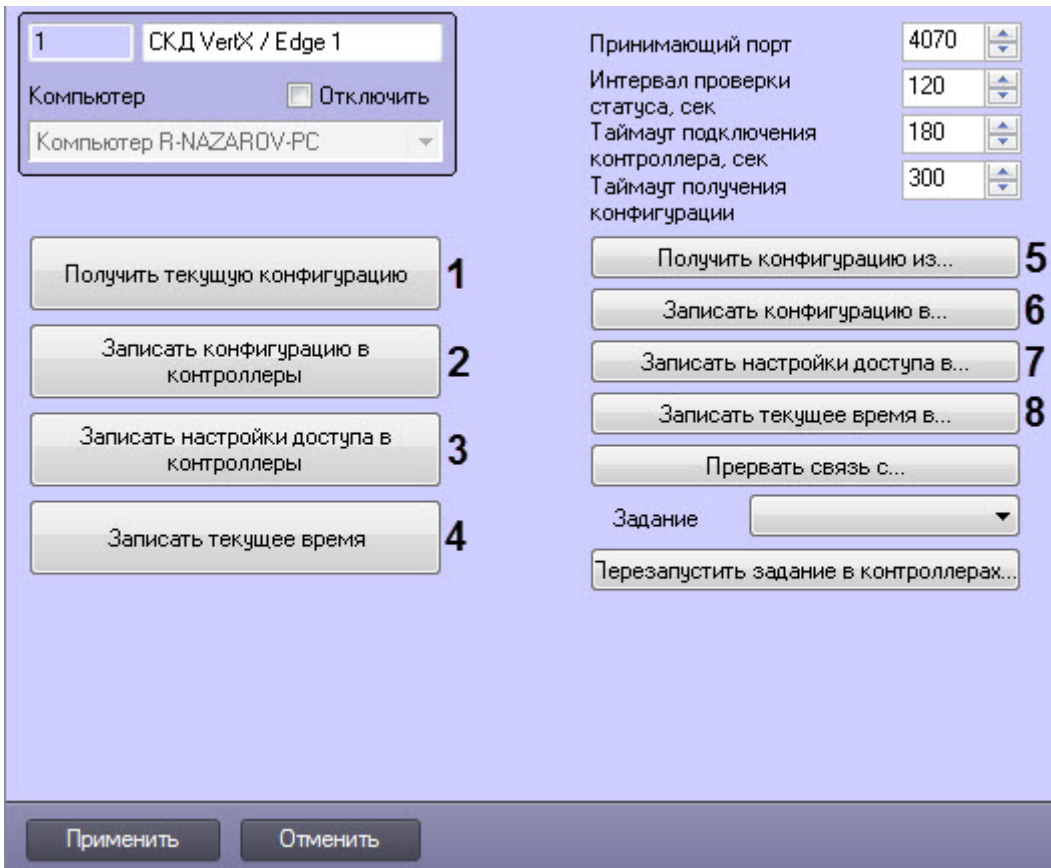 1
СКД VertX / Edge 1
Компьютер
Отключить
Компьютер R-NAZAROV-PC
Принимающий порт
4070
Интервал проверки
статуса, сек
120
Таймаут подключения
контроллера, сек
180
Таймаут получения
конфигурации
300
Получить текущую конфигурацию
1
Записать конфигурацию в
контроллеры
2
Записать настройки доступа в
контроллеры
3
Записать текущее время
4
Получить конфигурацию из...
5
Записать конфигурацию в...
6
Записать настройки доступа в...
7
Записать текущее время в...
8
Прервать связь с...
Задание
Перезапустить задание в контроллерах...
Применить
Отменить